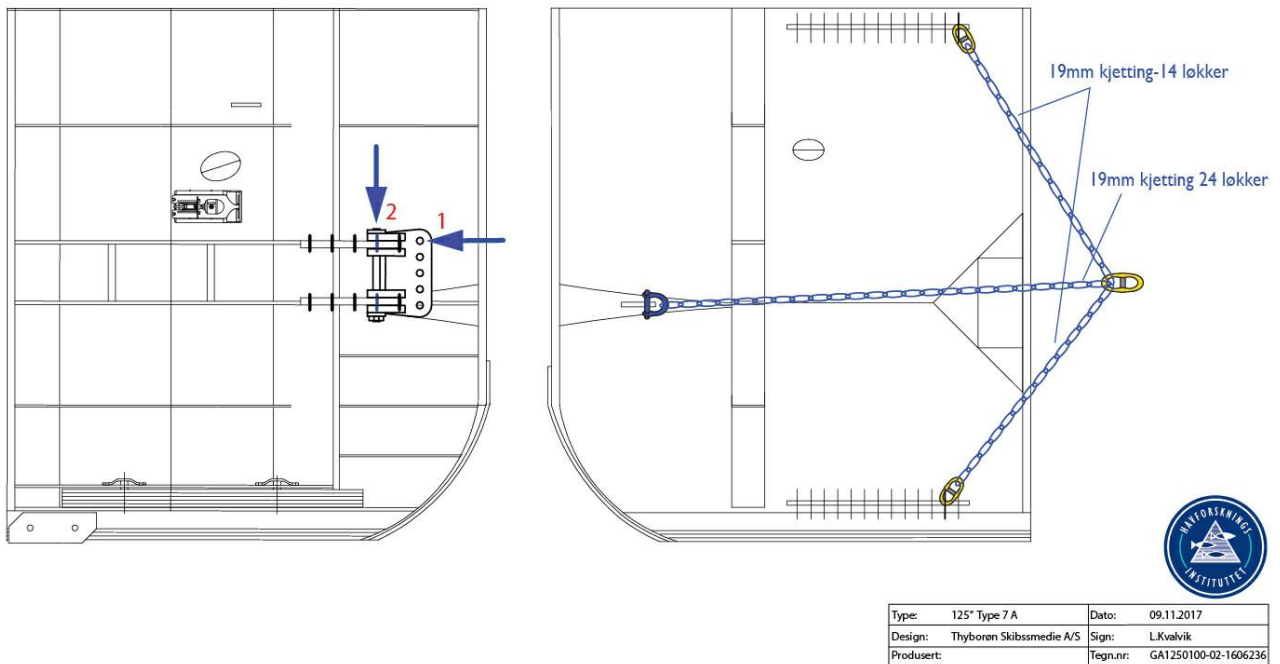 19mm kjetting-14 løkker
2
1
19mm kjetting 24 løkker
HAVFORSKNINGS
INSTITUTTET
Type: 125" Type 7 A Dato: 09.11.2017
Design: Thyborøn Skibssmedie A/S Sign: L.Kvalvik
Produsert: Tegn.nr: GA1250100-02-1606236